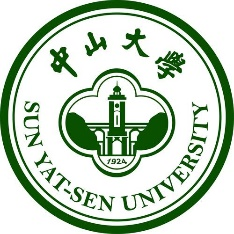 中山大學
1924
SUN YAT-SEN UNIVERSITY